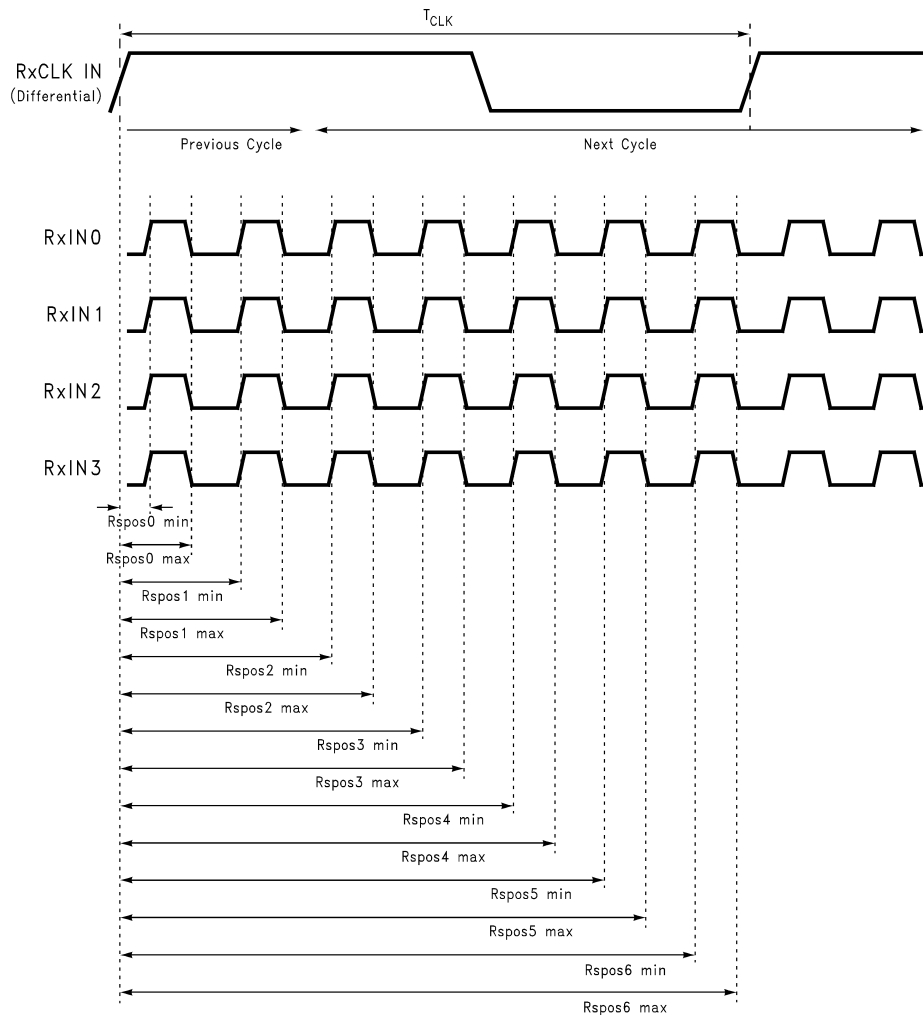 T_CLK
RxCLK IN
(Differential)
Previous Cycle
Next Cycle
RxIN0
RxIN1
RxIN2
RxIN3
Rspos0 min
Rspos0 max
Rspos1 min
Rspos1 max
Rspos2 min
Rspos2 max
Rspos3 min
Rspos3 max
Rspos4 min
Rspos4 max
Rspos5 min
Rspos5 max
Rspos6 min
Rspos6 max